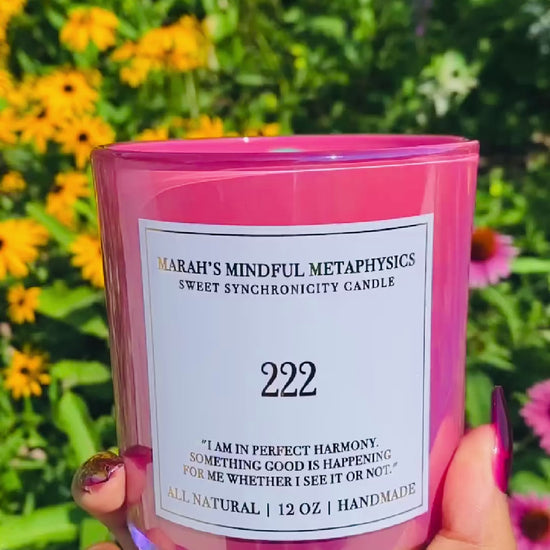 MARAH'S MINDFUL METAPHYSICS
SWEET SYNCHRONICITY CANDLE
222
"I AM IN PERFECT HARMONY.
SOMETHING GOOD IS HAPPENING
FOR ME WHETHER I SEE IT OR NOT."
ALL NATURAL | 12 OZ | HANDMADE